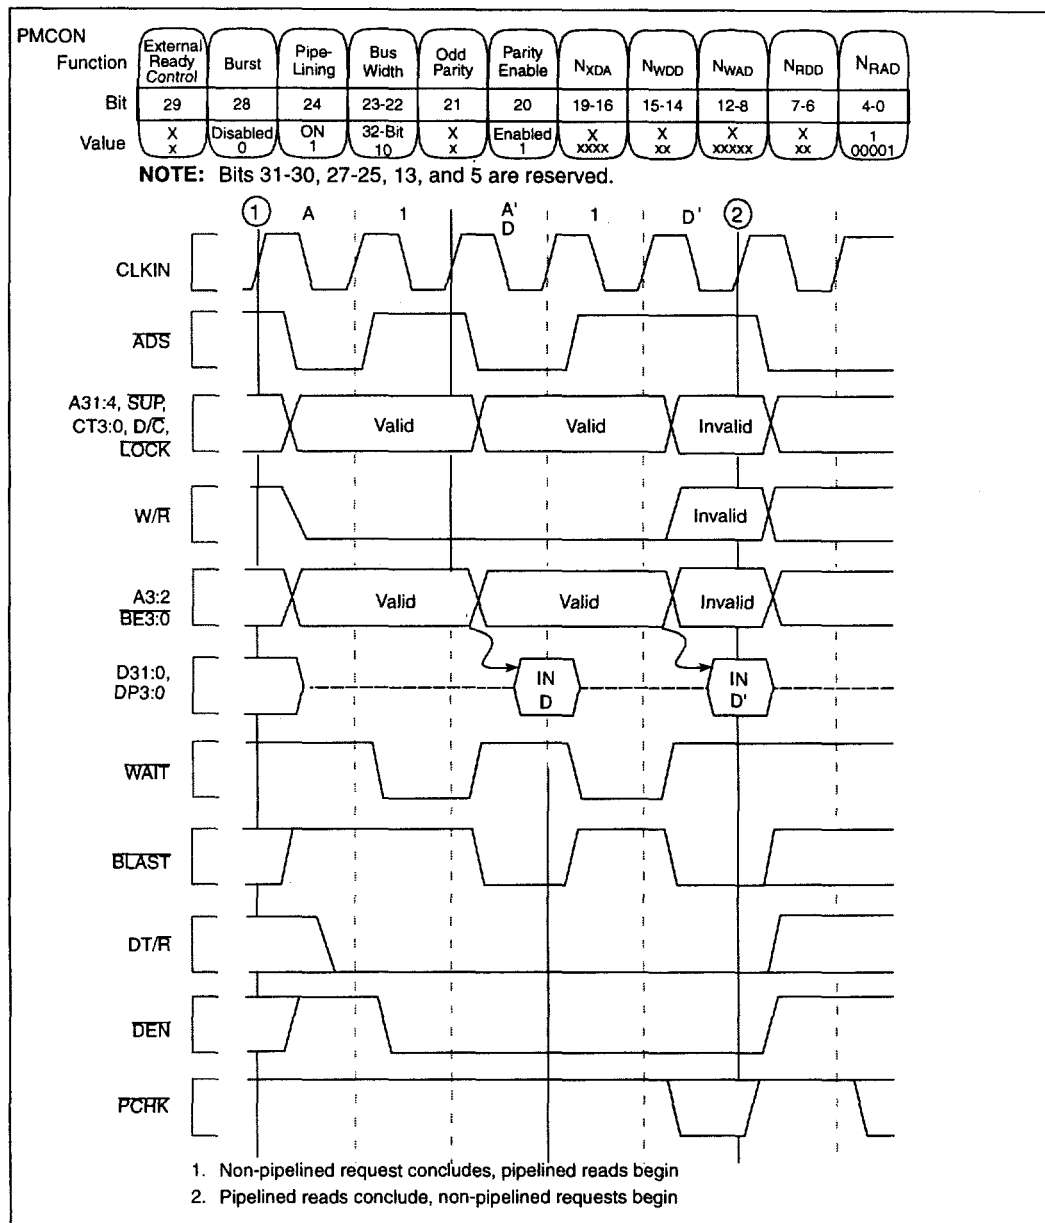 PMCON
Function
External Ready Control
Burst
Pipe-Lining
Bus Width
Odd Parity
Parity Enable
NXDA
NWDD
NWAD
NRDD
NRAD
Bit
29
28
24
23-22
21
20
19-16
15-14
12-8
7-6
4-0
Value
X
x
Disabled
0
ON
1
32-Bit
10
X
x
Enabled
1
X
xxxx
X
xx
X
xxxxx
X
xx
1
00001
NOTE: Bits 31-30, 27-25, 13, and 5 are reserved.
1
A
1
A'
D
1
D'
2
CLKIN
ADS
A31:4, SUP,
CT3:0, D/C,
LOCK
Valid
Valid
Invalid
W/R
Invalid
A3:2
BE3:0
Valid
Valid
Invalid
D31:0,
DP3:0
IN
D
IN
D'
WAIT
BLAST
DT/R
DEN
PCHK
1. Non-pipelined request concludes, pipelined reads begin
2. Pipelined reads conclude, non-pipelined requests begin